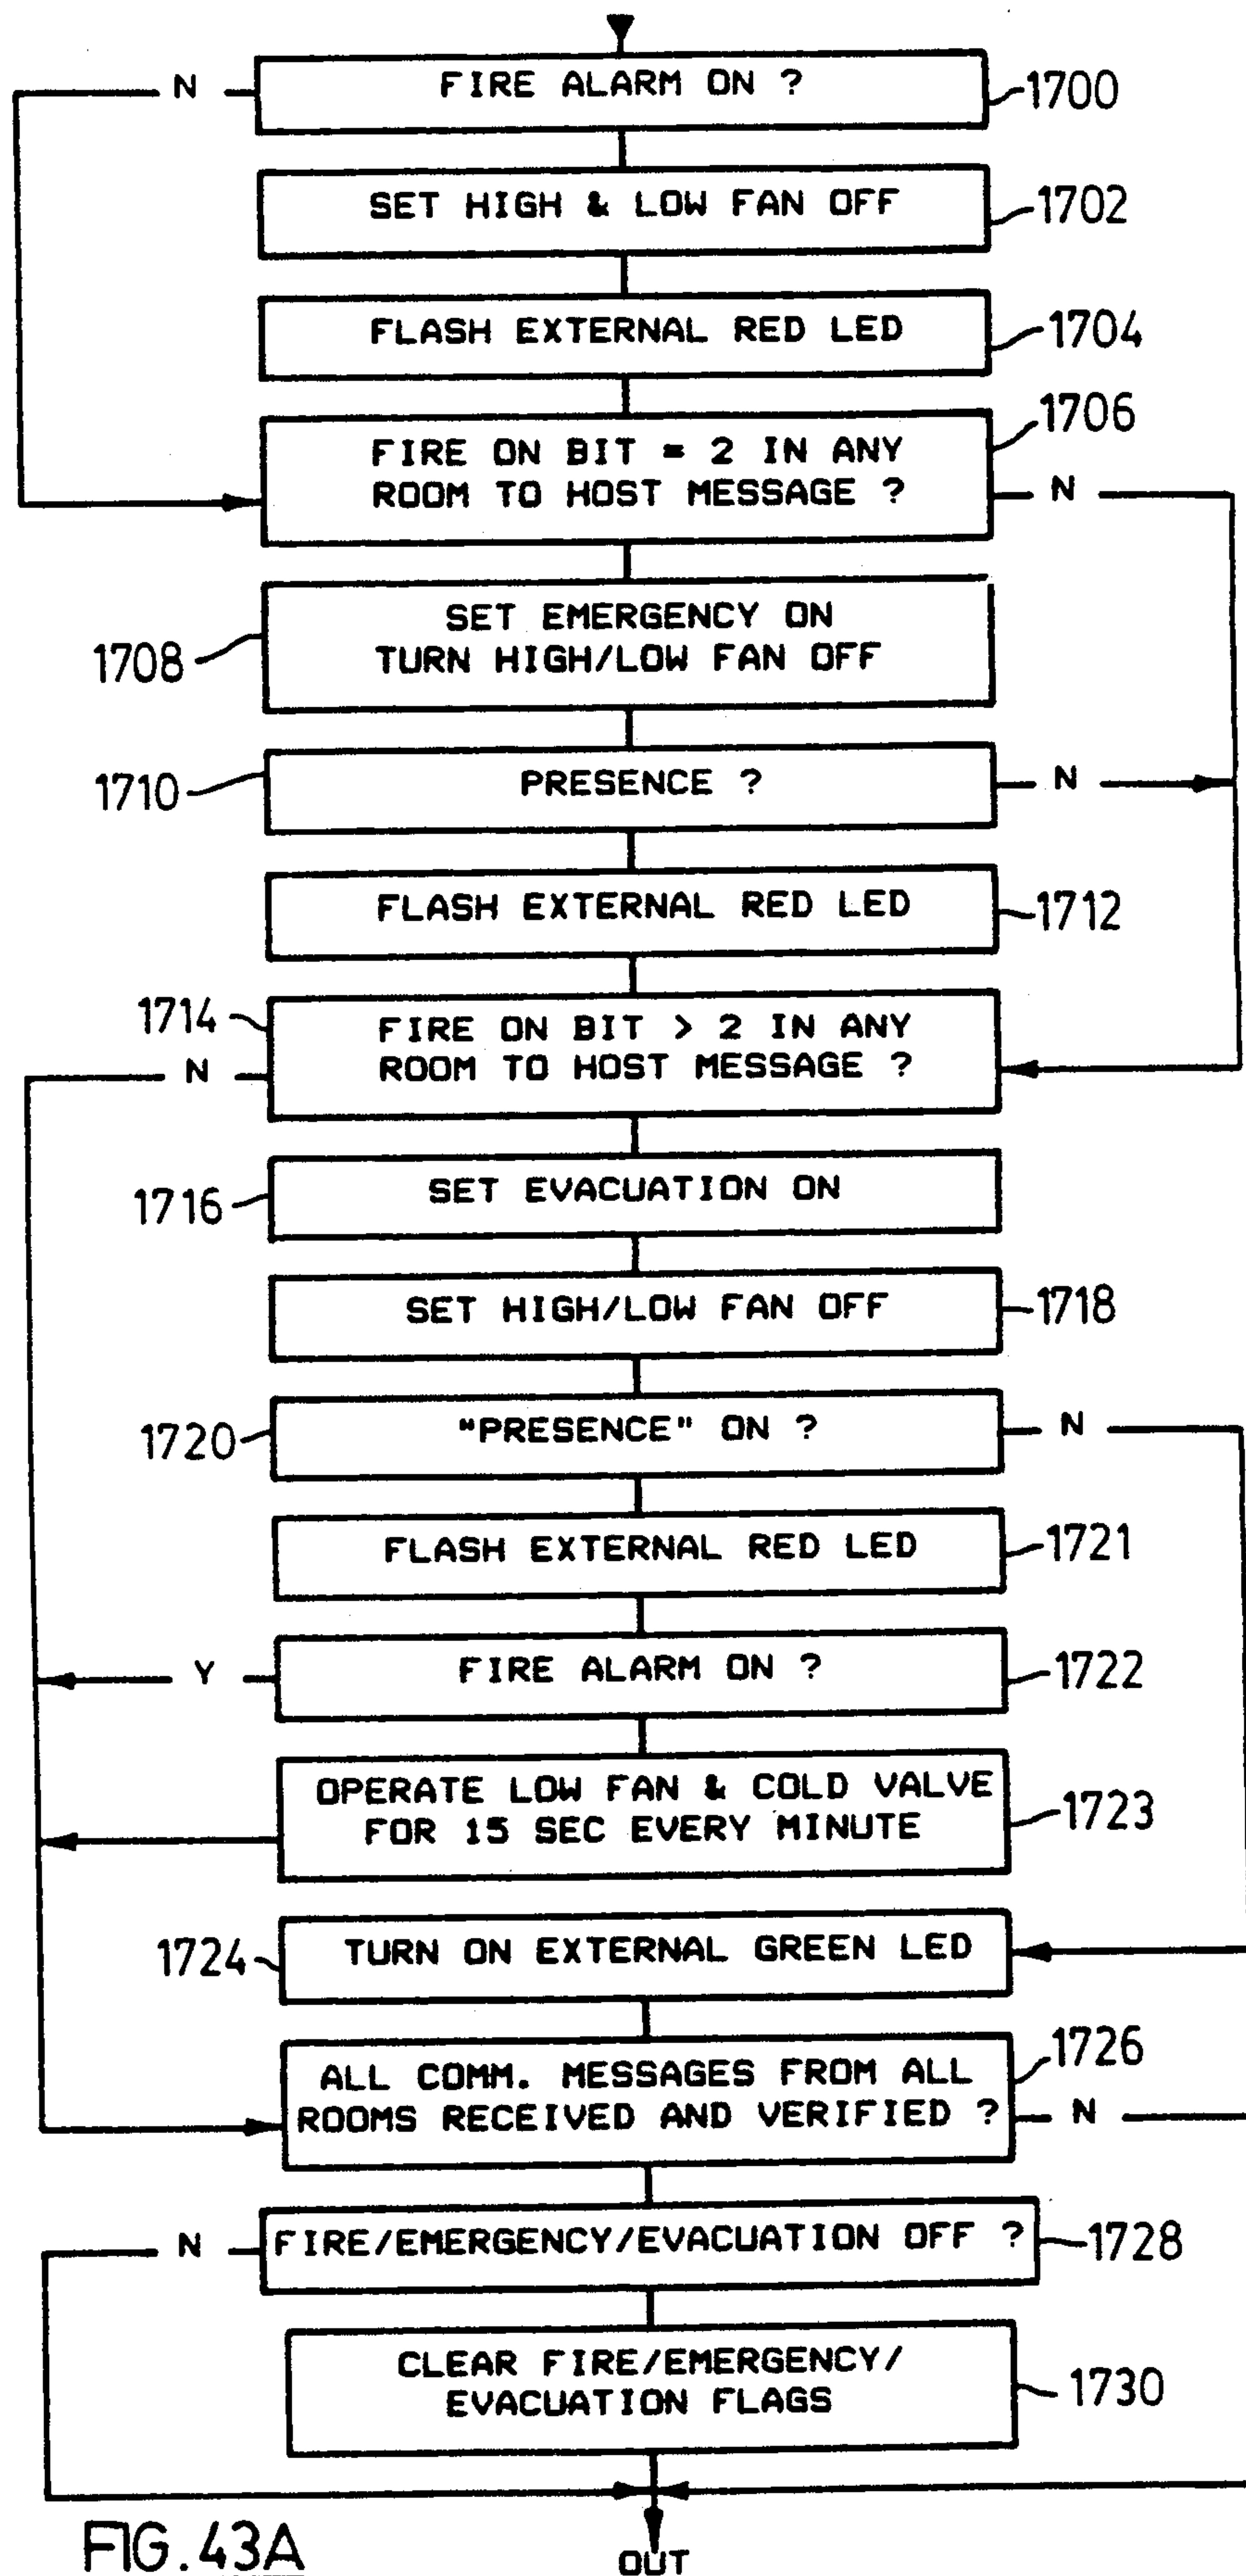 FIRE ALARM ON ?
N
1700
SET HIGH & LOW FAN OFF
1702
FLASH EXTERNAL RED LED
1704
1706
FIRE ON BIT = 2 IN ANY
ROOM TO HOST MESSAGE ?
N
SET EMERGENCY ON
TURN HIGH/LOW FAN OFF
1708
PRESENCE ?
N
1710
FLASH EXTERNAL RED LED
1712
1714
FIRE ON BIT > 2 IN ANY
ROOM TO HOST MESSAGE ?
N
SET EVACUATION ON
1716
SET HIGH/LOW FAN OFF
1718
"PRESENCE" ON ?
N
1720
FLASH EXTERNAL RED LED
1721
FIRE ALARM ON ?
Y
1722
OPERATE LOW FAN & COLD VALVE
FOR 15 SEC EVERY MINUTE
1723
TURN ON EXTERNAL GREEN LED
1724
1726
ALL COMM. MESSAGES FROM ALL
ROOMS RECEIVED AND VERIFIED ?
N
N
FIRE/EMERGENCY/EVACUATION OFF ?
1728
CLEAR FIRE/EMERGENCY/
EVACUATION FLAGS
1730
FIG.43A
OUT